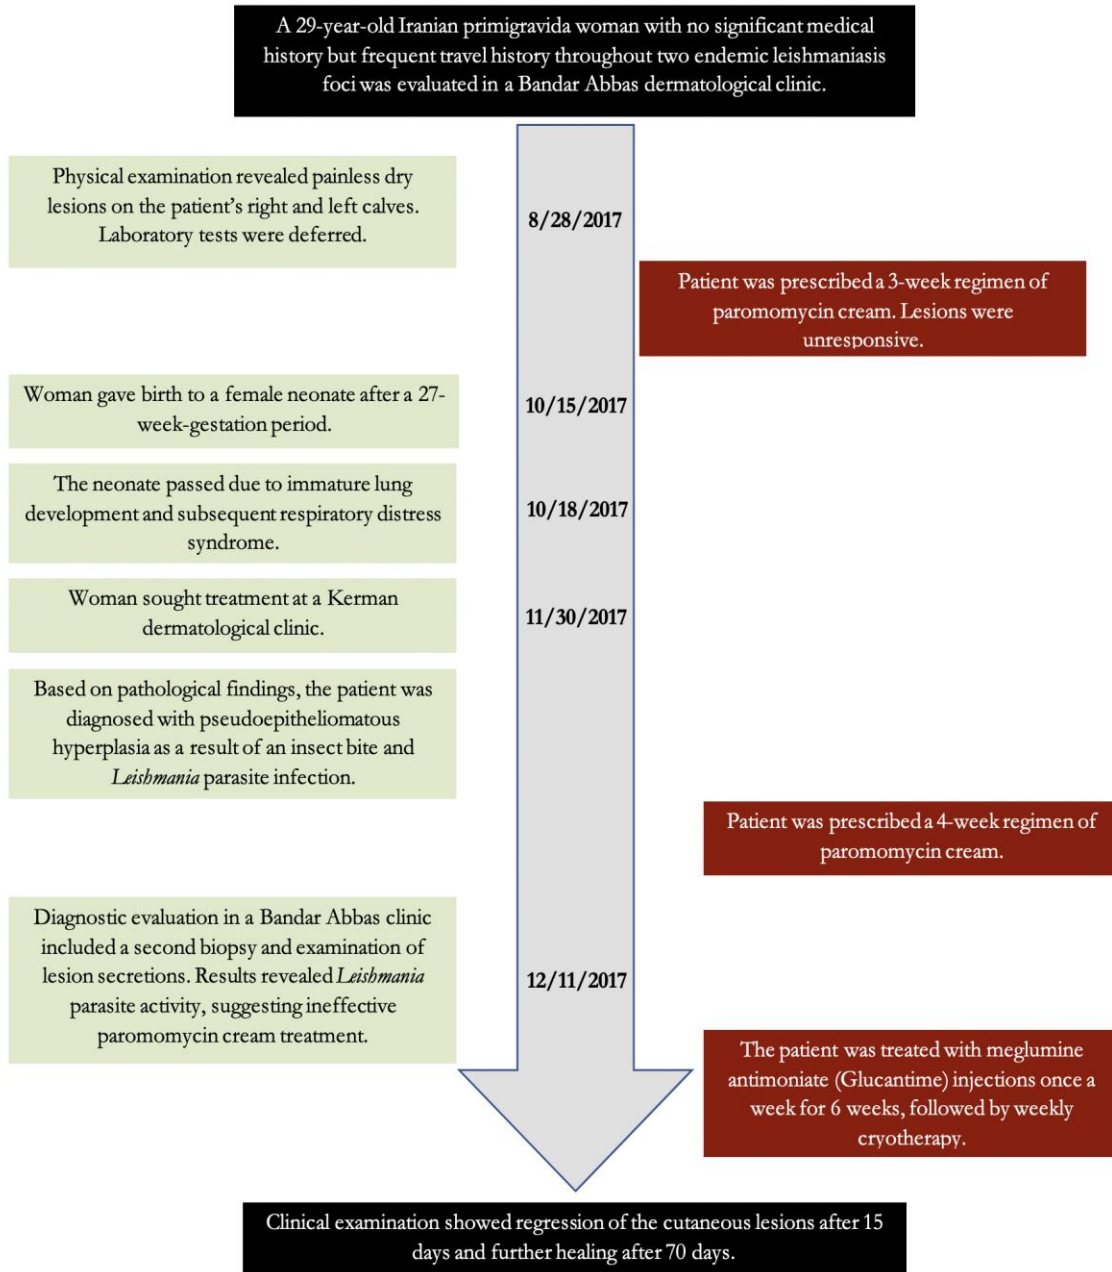 A 29-year-old Iranian primigravida woman with no significant medical
history but frequent travel history throughout two endemic leishmaniasis
foci was evaluated in a Bandar Abbas dermatological clinic.
Physical examination revealed painless dry
lesions on the patient's right and left calves.
Laboratory tests were deferred.
8/28/2017
Patient was prescribed a 3-week regimen of
paromomycin cream. Lesions were
unresponsive.
Woman gave birth to a female neonate after a 27-
week-gestation period.
10/15/2017
The neonate passed due to immature lung
development and subsequent respiratory distress
syndrome.
10/18/2017
Woman sought treatment at a Kerman
dermatological clinic.
11/30/2017
Based on pathological findings, the patient was
diagnosed with pseudoepitheliomatous
hyperplasia as a result of an insect bite and
Leishmania parasite infection.
Patient was prescribed a 4-week regimen of
paromomycin cream.
Diagnostic evaluation in a Bandar Abbas clinic
included a second biopsy and examination of
lesion secretions. Results revealed Leishmania
parasite activity, suggesting ineffective
paromomycin cream treatment.
12/11/2017
The patient was treated with meglumine
antimoniate (Glucantime) injections once a
week for 6 weeks, followed by weekly
cryotherapy.
Clinical examination showed regression of the cutaneous lesions after 15
days and further healing after 70 days.